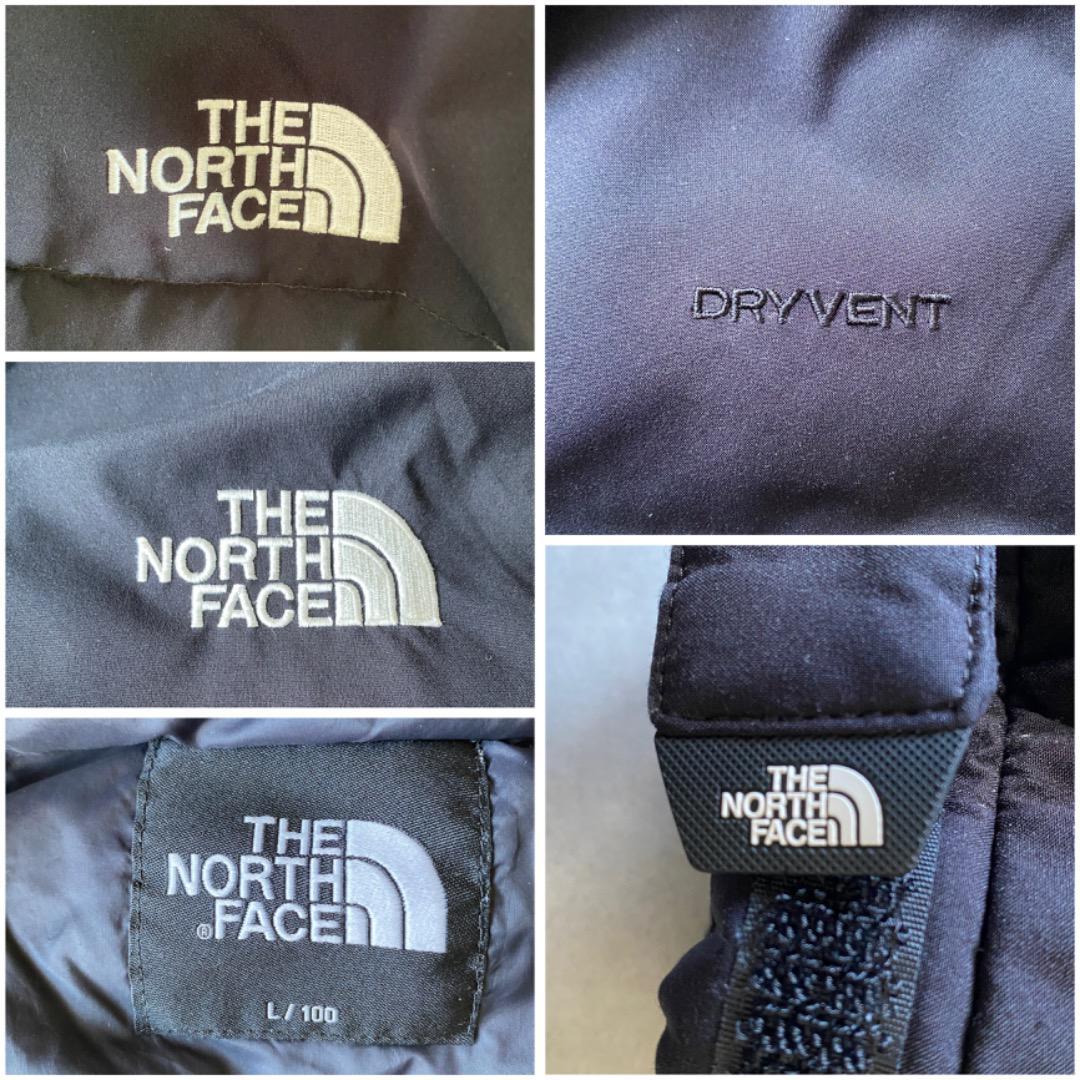 THE
NORTH
FACE
DRYVENT
THE
NORTH
FACE
THE
NORTH
FACE
THE
NORTH
®FACE
L/100